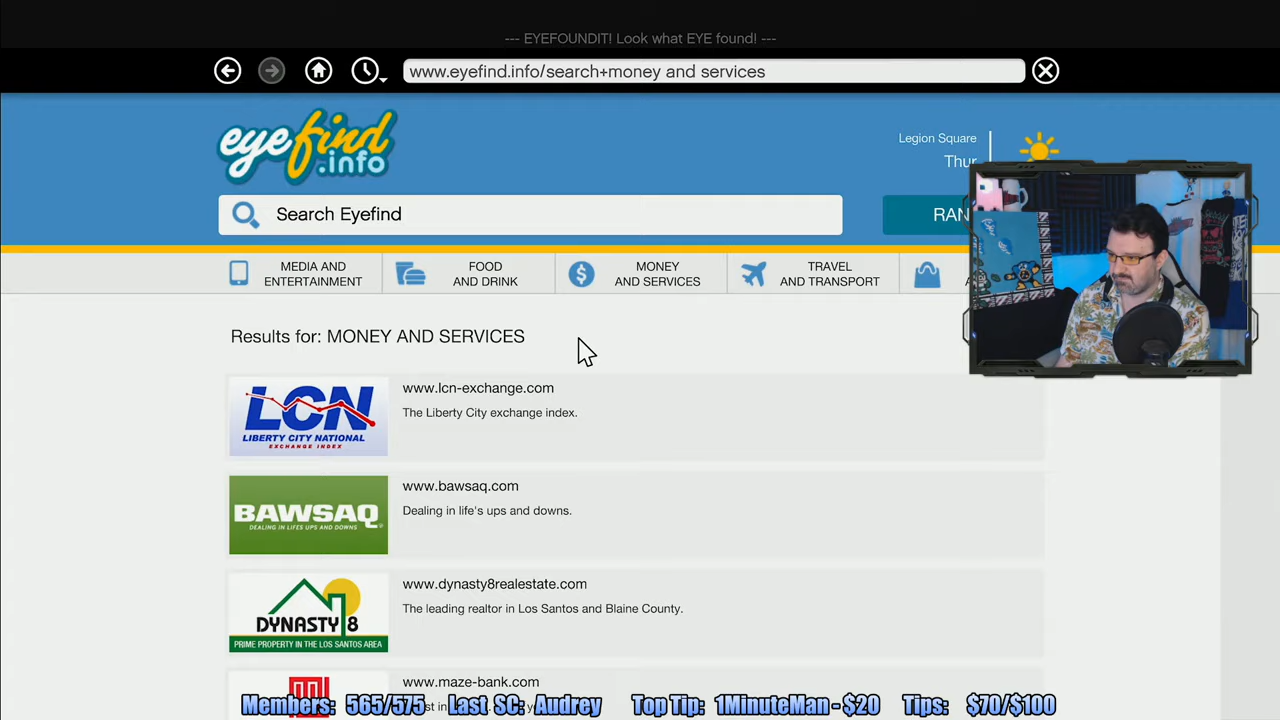 --- EYEFOUNDIT! Look what EYE found! ---
www.eyefind.info/search+money and services
eyefind
.info
Legion Square
Thur
Search Eyefind
RAN
MEDIA AND
ENTERTAINMENT
FOOD
AND DRINK
MONEY
AND SERVICES
TRAVEL
AND TRANSPORT
Results for: MONEY AND SERVICES
LCN
LIBERTY CITY NATIONAL
EXCHANGE INDEX
www.lcn-exchange.com
The Liberty City exchange index.
BAWSAQ
DEALING IN LIFE'S UPS AND DOWNS
www.bawsaq.com
Dealing in life's ups and downs.
DYNASTY 8
PRIME PROPERTY IN THE LOS SANTOS AREA
www.dynasty8realestate.com
The leading realtor in Los Santos and Blaine County.
www.maze-bank.com
Members: 565/575 Last SC: Audrey Top Tip: 1MinuteMan - $20 Tips: $70/$100